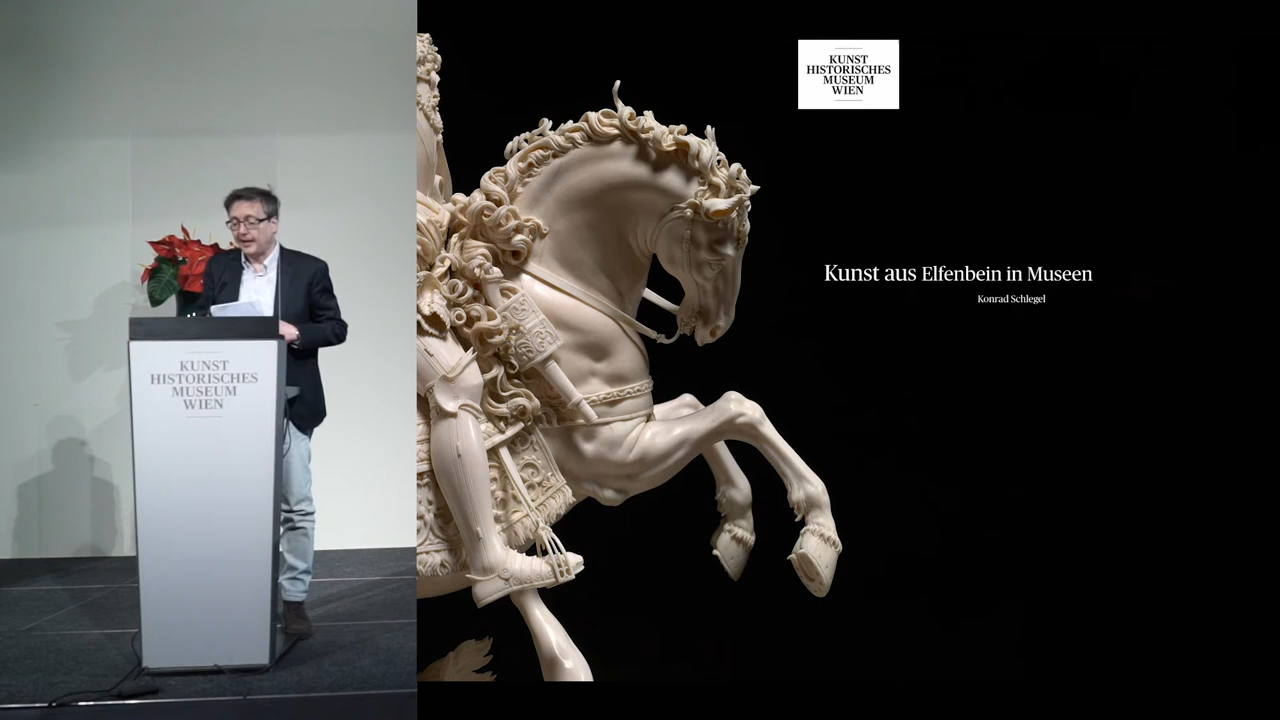 KUNST
HISTORISCHES
MUSEUM
WIEN
KUNST
HISTORISCHES
MUSEUM
WIEN
Kunst aus Elfenbein in Museen
Konrad Schlegel